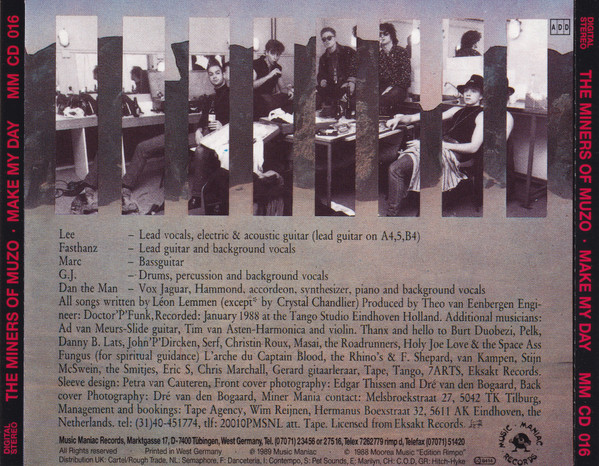 DIGITAL STEREO
THE MINERS OF MUZO · MAKE MY DAY MM CD 016
ADD
Lee – Lead vocals, electric & acoustic guitar (lead guitar on A4,5,B4)
Fasthanz – Lead guitar and background vocals
Marc – Bassguitar
G.J. – Drums, percussion and background vocals
Dan the Man – Vox Jaguar, Hammond, accordeon, synthesizer, piano and background vocals
All songs written by Léon Lemmen (except° by Crystal Chandlier) Produced by Theo van Eenbergen Engi-
neer: Doctor'P'Funk, Recorded: January 1988 at the Tango Studio Eindhoven Holland. Additional musicians:
Ad van Meurs-Slide guitar, Tim van Asten-Harmonica and violin. Thanx and hello to Burt Duobezi, Pelk,
Danny B. Lats, John'P'Dircken, Serf, Christin-Roux, Masai, the Roadrunners, Holy Joe Love & the Space Ass
Fungus (for spiritual guidance) L'arche du Captain Blood, the Rhino's & F. Shepard, van Kampen, Stijn
McSwein, the Smitjes, Eric S, Chris Marchall, Gerard gitaarleraar, Tape, Tango, 7ARTS, Eksakt Records.
Sleeve design: Petra van Cauteren, Front cover photography: Edgar Thissen and Dré van den Bogaard, Back
Cover Photography: Dré van den Bogaard, Miner Mania contact: Melsbroekstraat 27, 5042 TK Tilburg,
Management and bookings: Tape Agency, Wim Reijnen, Hermanus Boexstraat 32, 5611 AK Eindhoven, the
Netherlands. tel: (31)40-451774, tlf: 20010PMSNL att. Tape. Licensed from Eksakt Records.
Music Maniac Records, Marktgasse 17, D-7400 Tübingen, West Germany, Tel. (07071) 23456 or 27516, Telex 7262779 rimp d, Telefax (07071) 51420
All Rights reserved · Printed in West Germany ℗ 1989 Music Maniac © 1988 Moorea Music "Edition Rimpo"
Distribution UK: Cartel/Rough Trade, NL: Semaphore, F: Danceteria, I: Contempo, S: Pet Sounds, E: Marilyn, CH: C.O.D, GR: Hitch-Hyke
GEMA
MUSIC MANIAC RECORDS
DIGITAL STEREO
THE MINERS OF MUZO · MAKE MY DAY MM CD 016